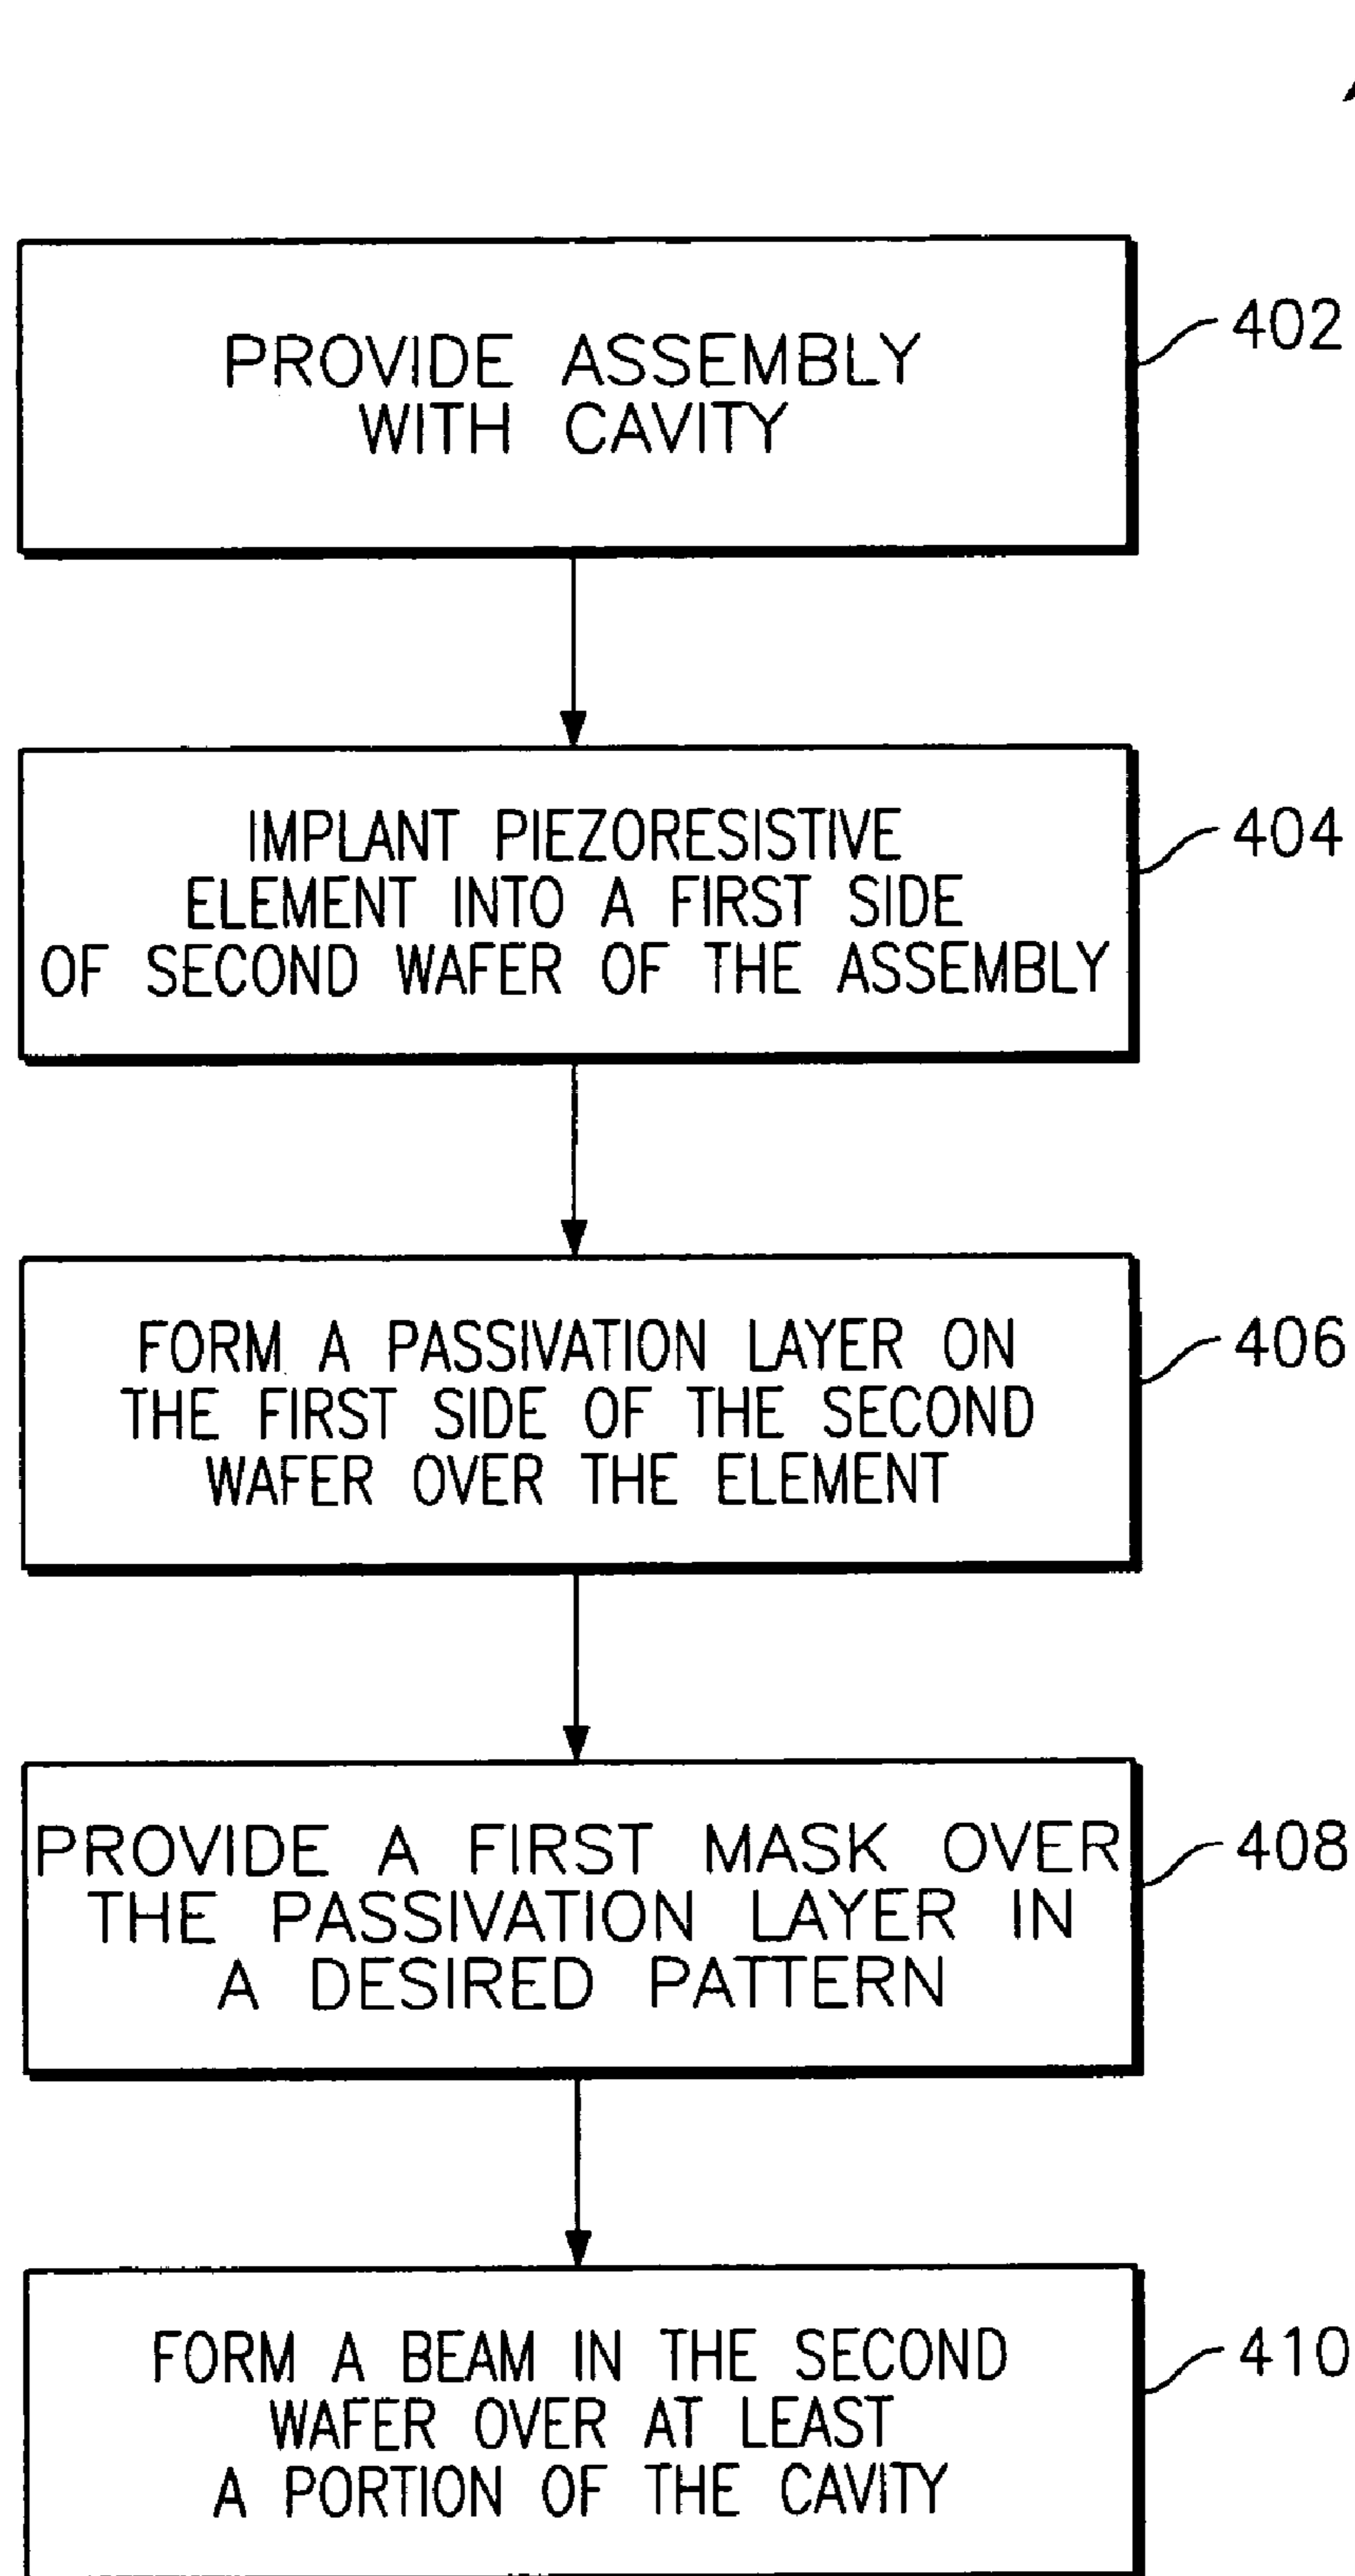 PROVIDE ASSEMBLY
WITH CAVITY
402
IMPLANT PIEZORESISTIVE
ELEMENT INTO A FIRST SIDE
OF SECOND WAFER OF THE ASSEMBLY
404
FORM A PASSIVATION LAYER ON
THE FIRST SIDE OF THE SECOND
WAFER OVER THE ELEMENT
406
PROVIDE A FIRST MASK OVER
THE PASSIVATION LAYER IN
A DESIRED PATTERN
408
FORM A BEAM IN THE SECOND
WAFER OVER AT LEAST
A PORTION OF THE CAVITY
410